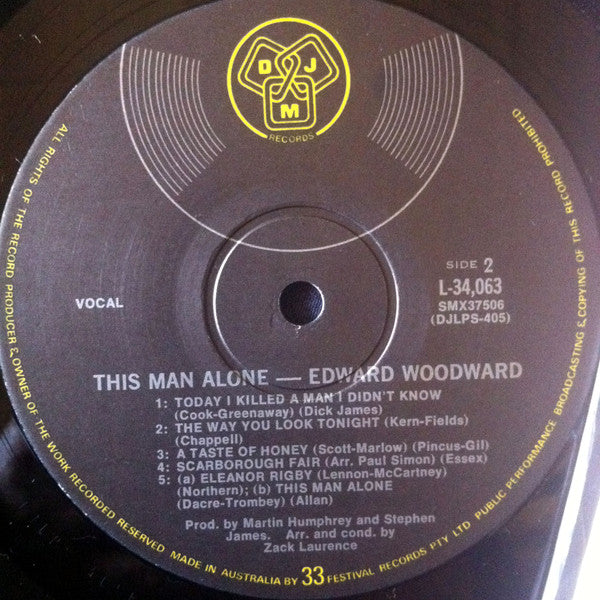 D J M
RECORDS
ALL RIGHTS OF THE RECORD PRODUCER & OWNER OF THE WORK RECORDED RESERVED MADE IN AUSTRALIA BY 33 FESTIVAL RECORDS PTY LTD PUBLIC PERFORMANCE BROADCASTING & COPYING OF THIS RECORD PROHIBITED
VOCAL
SIDE 2
L-34,063
SMX37506
(DJLPS-405)
THIS MAN ALONE — EDWARD WOODWARD
1: TODAY I KILLED A MAN I DIDN'T KNOW
(Cook-Greenaway) (Dick James)
2: THE WAY YOU LOOK TONIGHT (Kern-Fields)
(Chappell)
3: A TASTE OF HONEY (Scott-Marlow) (Pincus-Gil)
4: SCARBOROUGH FAIR (Arr. Paul Simon) (Essex)
5: (a) ELEANOR RIGBY (Lennon-McCartney)
(Northern); (b) THIS MAN ALONE
(Dacre-Trombey) (Allan)
Prod. by Martin Humphrey and Stephen
James. Arr. and cond. by
Zack Laurence